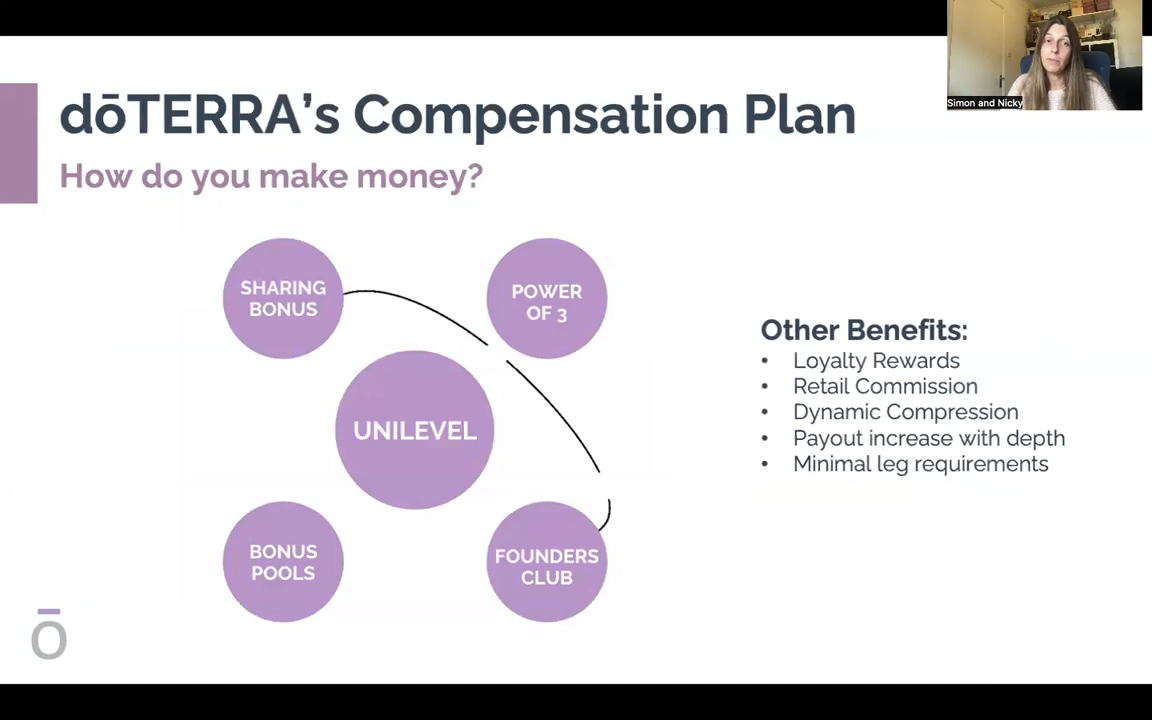 dōTERRA’s Compensation Plan
How do you make money?
Simon and Nicky
SHARING
BONUS
POWER
OF 3
UNILEVEL
BONUS
POOLS
FOUNDERS
CLUB
Other Benefits:
• Loyalty Rewards
• Retail Commission
• Dynamic Compression
• Payout increase with depth
• Minimal leg requirements
ō